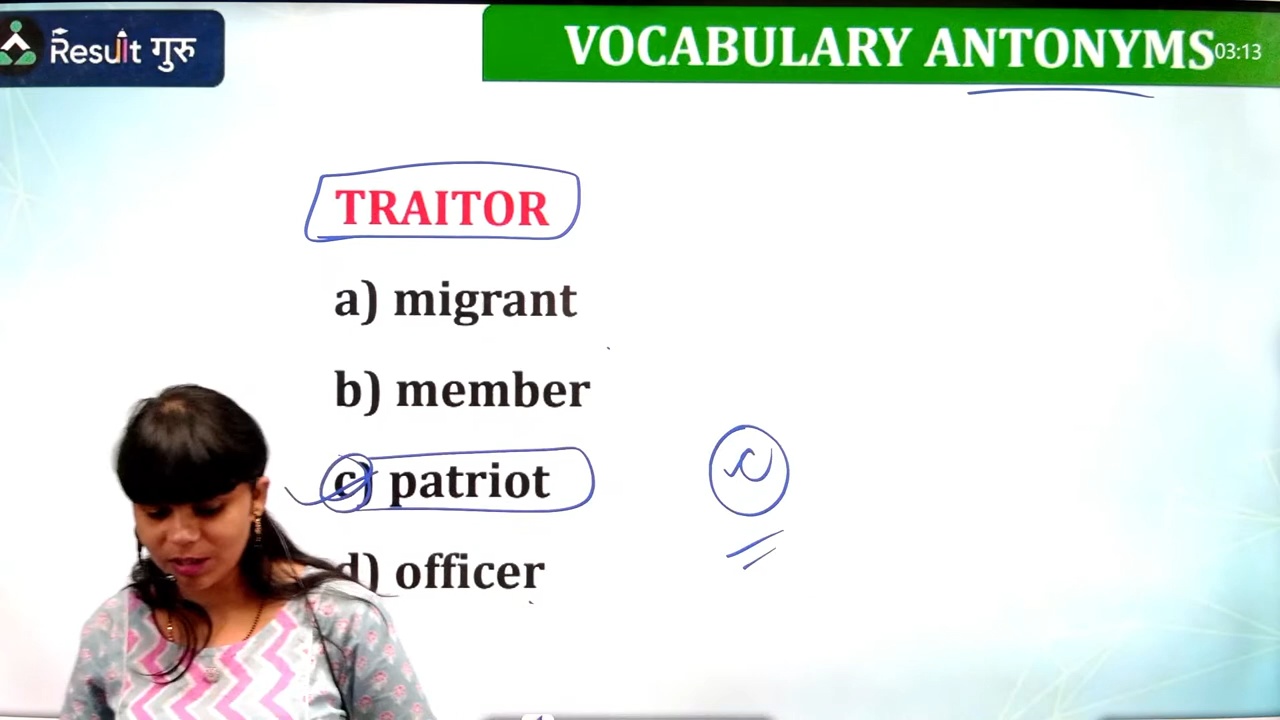 Result गुरु
VOCABULARY ANTONYMS
03:13
TRAITOR
a) migrant
b) member
c) patriot
c
d) officer